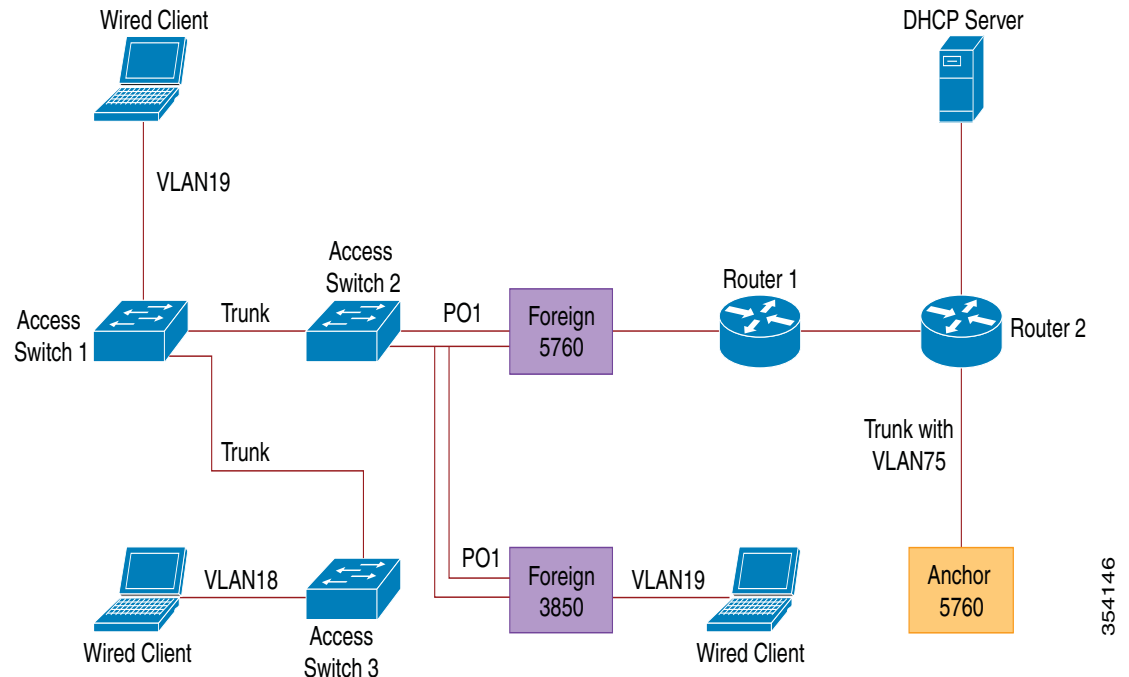 Wired Client
DHCP Server
VLAN19
Access
Switch 2
Access
Switch 1
Trunk
PO1
Foreign
5760
Router 1
Router 2
Trunk
Trunk with
VLAN75
PO1
Wired Client
VLAN18
Access
Switch 3
Foreign
3850
VLAN19
Wired Client
Anchor
5760
354146